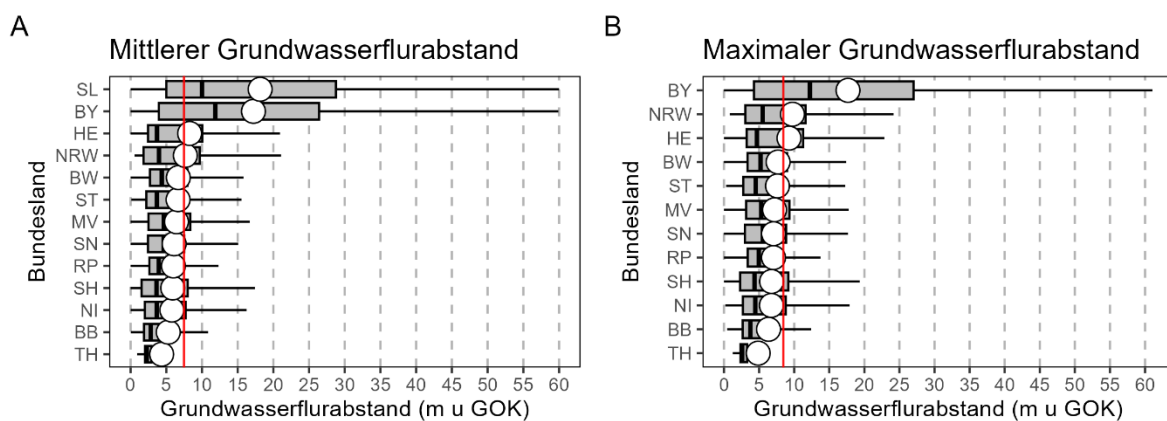 A
Mittlerer Grundwasserflurabstand
Bundesland
SL
BY
HE
NRW
BW
ST
MV
SN
RP
SH
NI
BB
TH
0 5 10 15 20 25 30 35 40 45 50 55 60
Grundwasserflurabstand (m u GOK)
B
Maximaler Grundwasserflurabstand
Bundesland
BY
NRW
HE
BW
ST
MV
SN
RP
SH
NI
BB
TH
0 5 10 15 20 25 30 35 40 45 50 55 60
Grundwasserflurabstand (m u GOK)